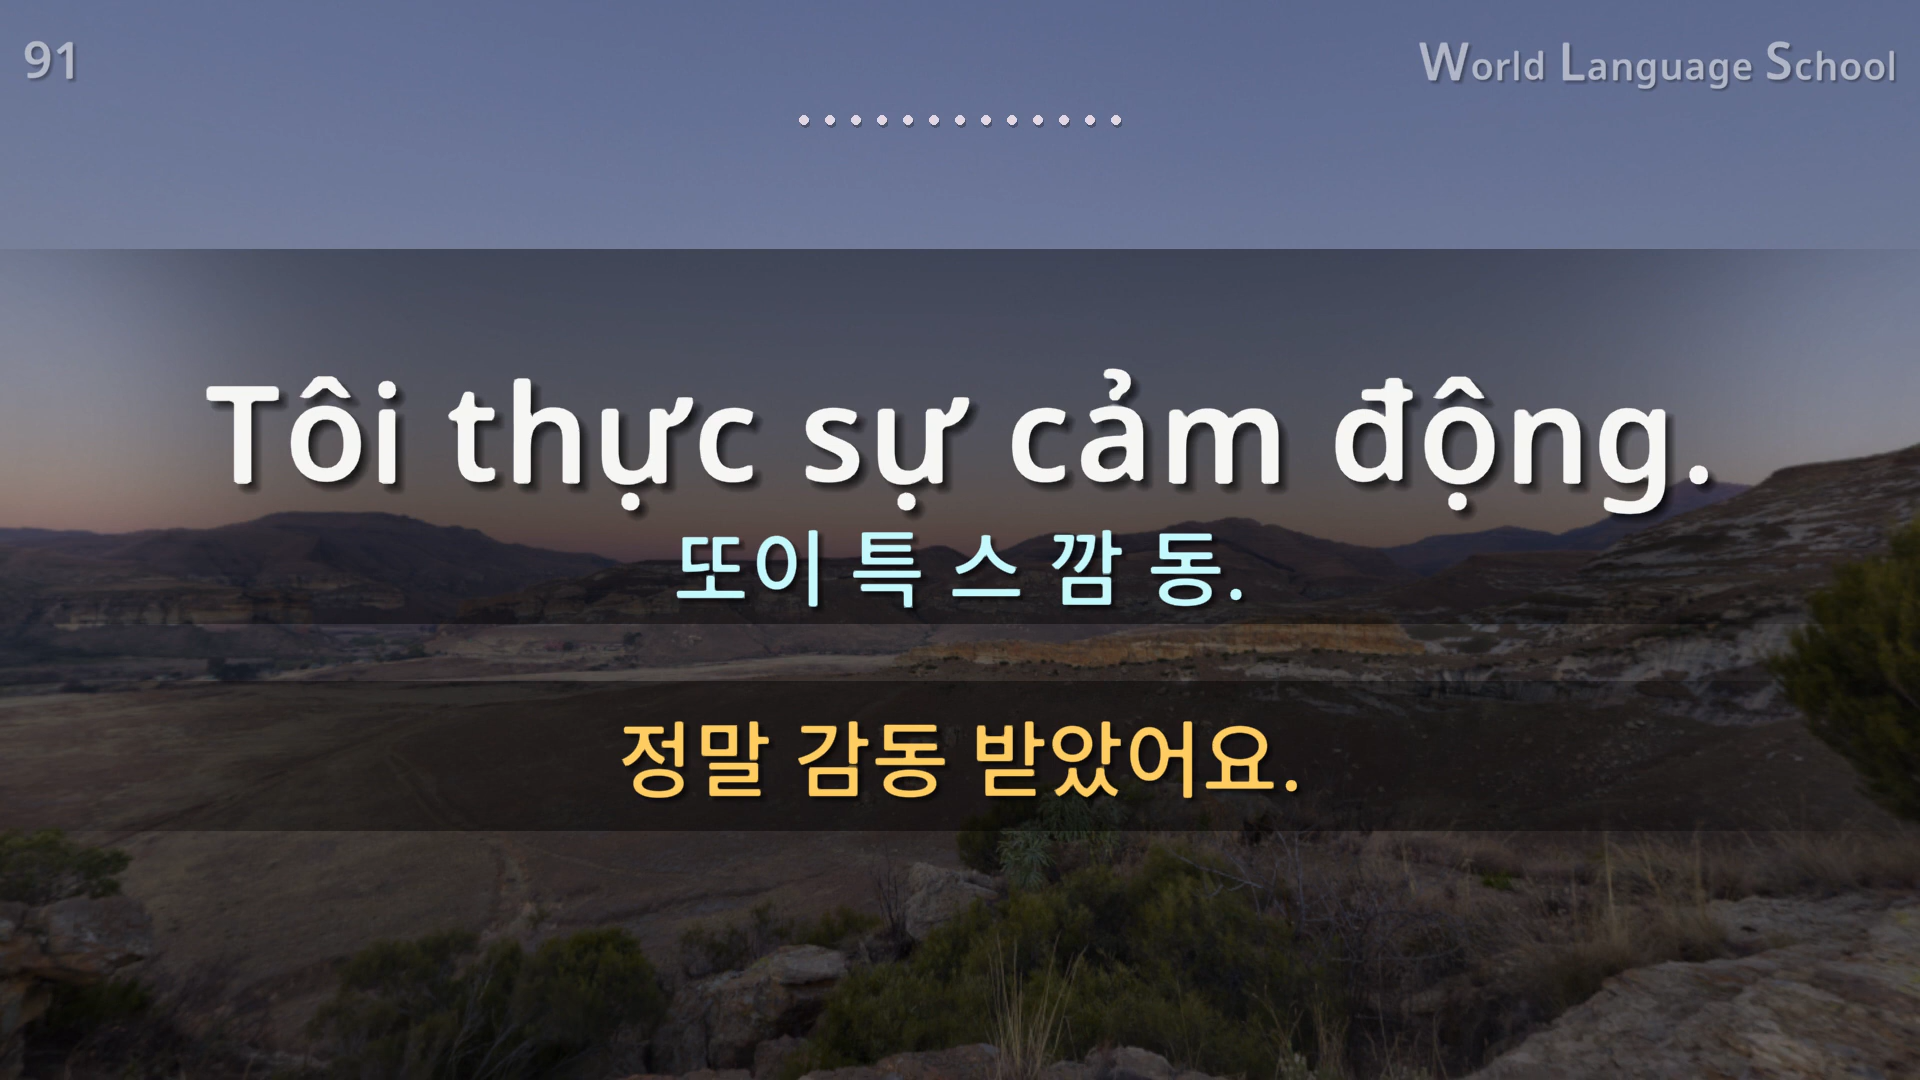 91
World Language School
Tôi thực sự cảm động.
또이 특 스 깜 동.
정말 감동 받았어요.